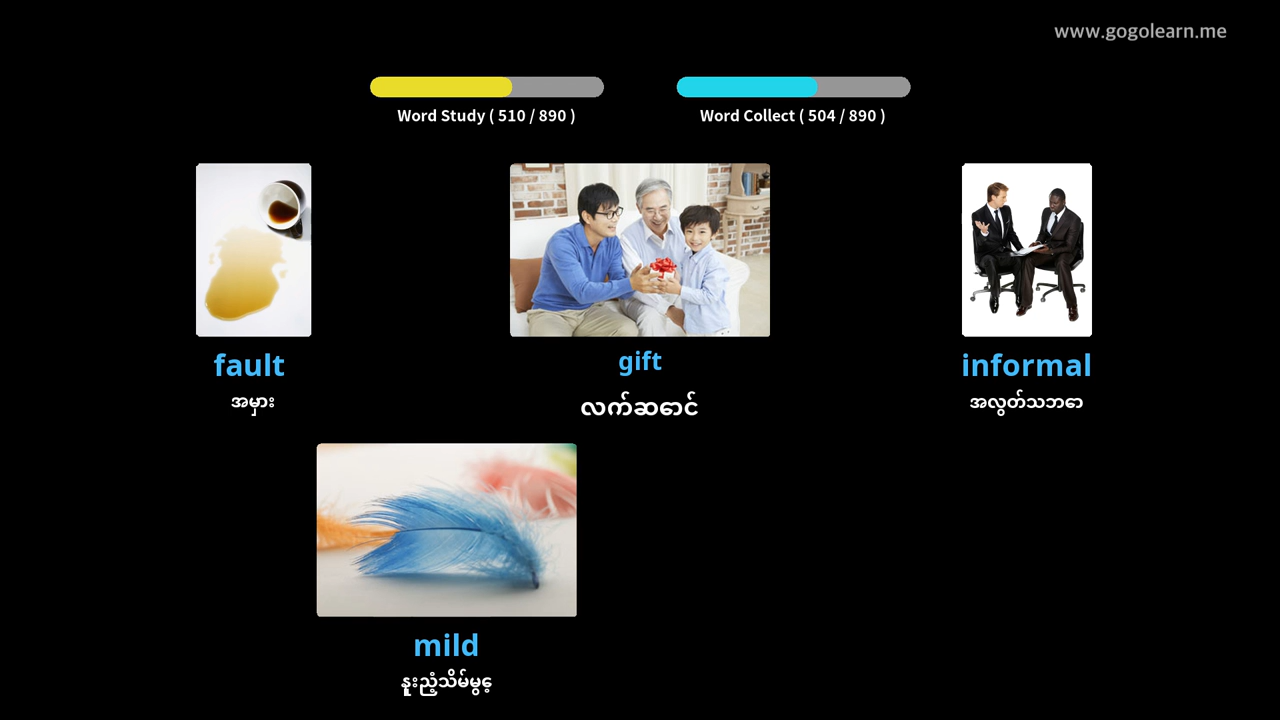 www.gogolearn.me
Word Study ( 510 / 890 )
Word Collect ( 504 / 890 )
fault
အမှား
gift
လက်ဆောင်
informal
အလွတ်သဘော
mild
နူးညံ့သိမ်မွေ့